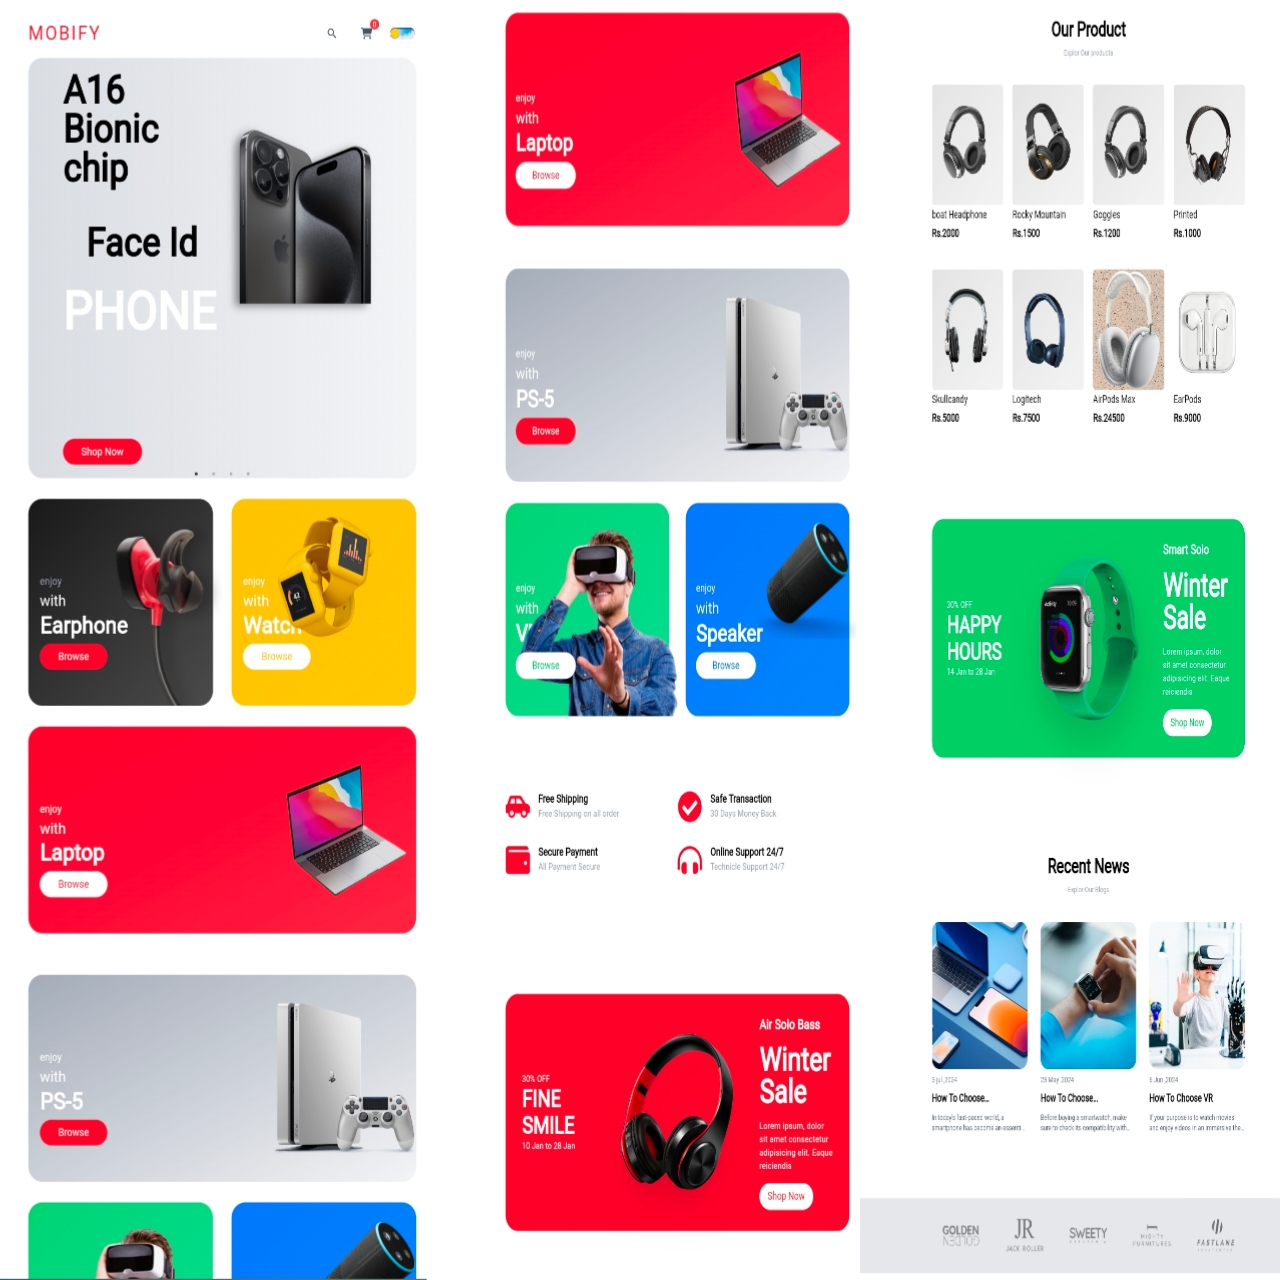 MOBIFY
0
A16
Bionic
chip
Face Id
PHONE
Shop Now
enjoy
with
Earphone
Browse
enjoy
with
Watch
Browse
enjoy
with
Laptop
Browse
enjoy
with
PS-5
Browse
enjoy
with
Laptop
Browse
enjoy
with
PS-5
Browse
enjoy
with
Browse
enjoy
with
Speaker
Browse
Free Shipping
Free Shipping on all order
Safe Transaction
30 Days Money Back
Secure Payment
All Payment Secure
Online Support 24/7
Technicle Support 24/7
30% OFF
FINE
SMILE
10 Jan to 28 Jan
Air Solo Bass
Winter
Sale
Lorem ipsum, dolor
sit amet consectetur
adipisicing elit. Eaque
reiciendis
Shop Now
Our Product
Explor Our products
boat Headphone
Rs.2000
Rocky Mountain
Rs.1500
Goggles
Rs.1200
Printed
Rs.1000
Skullcandy
Rs.5000
Logitech
Rs.7500
AirPods Max
Rs.24500
EarPods
Rs.9000
30% OFF
HAPPY
HOURS
14 Jan to 28 Jan
Smart Solo
Winter
Sale
Lorem ipsum, dolor
sit amet consectetur
adipisicing elit. Eaque
reiciendis
Shop Now
Recent News
Explor Our Blogs
3 jul ,2024
How To Choose...
In today's fast-paced world, a
smartphone has become an essenti...
29 May ,2024
How To Choose...
Before buying a smartwatch, make
sure to check its compatibility with...
5 Jun ,2024
How To Choose VR
If your purpose is to watch movies
and enjoy videos in an immersive the...
GOLDEN
GOLDEN
JR
JACK ROLLER
SWEETY
MIGHTY
FURNITURES
FASTLANE